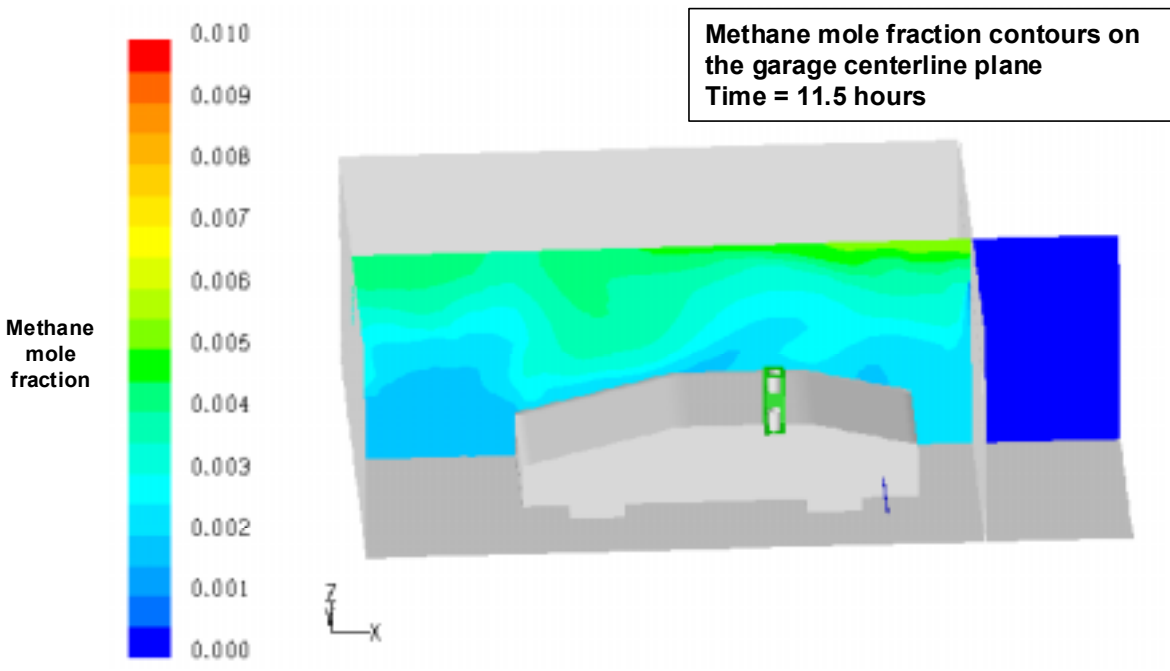 Methane mole fraction contours on
the garage centerline plane
Time = 11.5 hours
0.010
0.009
0.008
0.007
0.006
0.005
0.004
0.003
0.002
0.001
0.000
Methane
mole
fraction
Z
Y
X